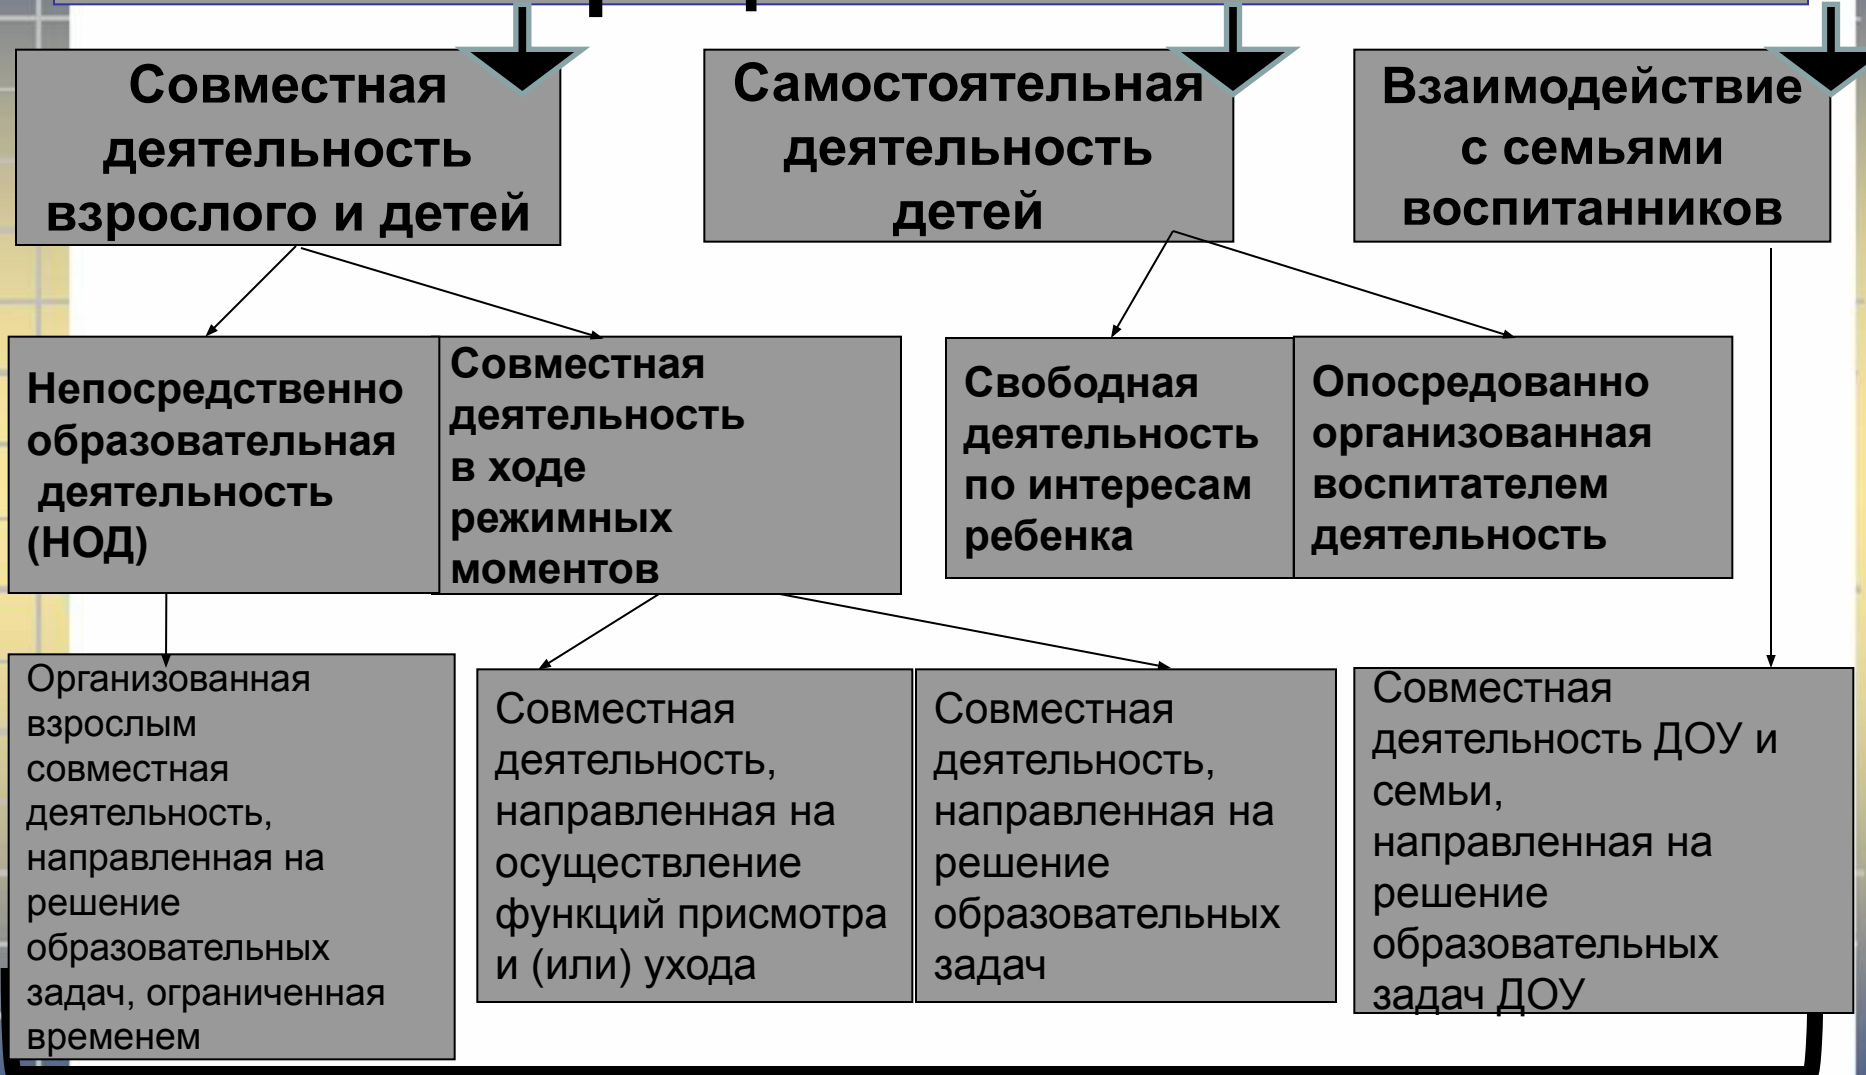 Совместная
деятельность
взрослого и детей
Самостоятельная
деятельность
детей
Взаимодействие
с семьями
воспитанников
Непосредственно
образовательная
деятельность
(НОД)
Совместная
деятельность
в ходе
режимных
моментов
Свободная
деятельность
по интересам
ребенка
Опосредованно
организованная
воспитателем
деятельность
Организованная
взрослым
совместная
деятельность,
направленная на
решение
образовательных
задач, ограниченная
временем
Совместная
деятельность,
направленная на
осуществление
функций присмотра
и (или) ухода
Совместная
деятельность,
направленная на
решение
образовательных
задач
Совместная
деятельность ДОУ и
семьи,
направленная на
решение
образовательных
задач ДОУ